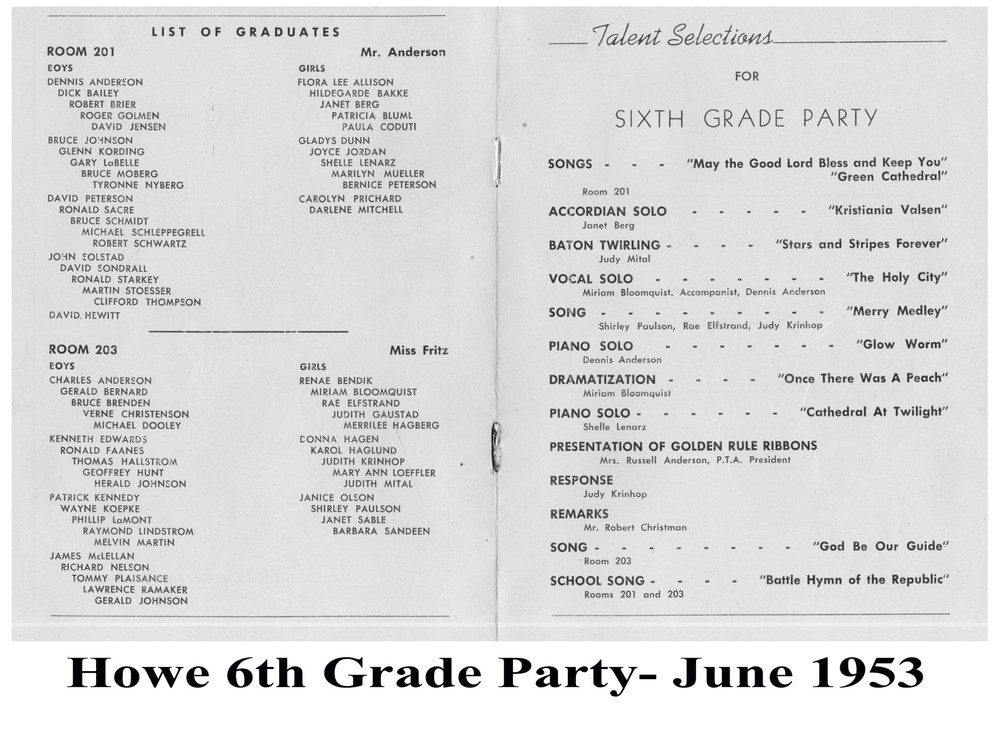 LIST OF GRADUATES
ROOM 201 Mr. Anderson
BOYS
DENNIS ANDERSON
DICK BAILEY
ROBERT BRIER
ROGER GOLMEN
DAVID JENSEN
BRUCE JOHNSON
GLENN KORDING
GARY LaBELLE
BRUCE MOBERG
TYRONNE NYBERG
DAVID PETERSON
RONALD SACRE
BRUCE SCHMIDT
MICHAEL SCHLEPPEGRELL
ROBERT SCHWARTZ
JOHN SOLSTAD
DAVID SONDRALL
RONALD STARKEY
MARTIN STOESSER
CLIFFORD THOMPSON
DAVID. HEWITT
GIRLS
FLORA LEE ALLISON
HILDEGARDE BAKKE
JANET BERG
PATRICIA BLUML
PAULA CODUTI
GLADYS DUNN
JOYCE JORDAN
SHELLE LENARZ
MARILYN MUELLER
BERNICE PETERSON
CAROLYN PRICHARD
DARLENE MITCHELL
ROOM 203 Miss Fritz
BOYS
CHARLES ANDERSON
GERALD BERNARD
BRUCE BRENDEN
VERNE CHRISTENSON
MICHAEL DOOLEY
KENNETH EDWARDS
RONALD FAANES
THOMAS HALLSTROM
GEOFFREY HUNT
HERALD JOHNSON
PATRICK KENNEDY
WAYNE KOEPKE
PHILLIP LaMONT
RAYMOND LINDSTROM
MELVIN MARTIN
JAMES McLELLAN
RICHARD NELSON
TOMMY PLAISANCE
LAWRENCE RAMAKER
GERALD JOHNSON
GIRLS
RENAE BENDIK
MIRIAM BLOOMQUIST
RAE ELFSTRAND
JUDITH GAUSTAD
MERRILEE HAGBERG
DONNA HAGEN
KAROL HAGLUND
JUDITH KRINHOP
MARY ANN LOEFFLER
JUDITH MITAL
JANICE OLSON
SHIRLEY PAULSON
JANET SABLE
BARBARA SANDEEN
Talent Selections
FOR
SIXTH GRADE PARTY
SONGS - - - "May the Good Lord Bless and Keep You"
"Green Cathedral"
Room 201
ACCORDIAN SOLO - - - - - "Kristiania Valsen"
Janet Berg
BATON TWIRLING - - - - "Stars and Stripes Forever"
Judy Mital
VOCAL SOLO - - - - - - - "The Holy City"
Miriam Bloomquist. Accompanist, Dennis Anderson
SONG - - - - - - - - - "Merry Medley"
Shirley Paulson, Rae Elfstrand, Judy Krinhop
PIANO SOLO - - - - - - - "Glow Worm"
Dennis Anderson
DRAMATIZATION - - - - "Once There Was A Peach"
Miriam Bloomquist
PIANO SOLO - - - - - - "Cathedral At Twilight"
Shelle Lenarz
PRESENTATION OF GOLDEN RULE RIBBONS
Mrs. Russell Anderson, P.T.A. President
RESPONSE
Judy Krinhop
REMARKS
Mr. Robert Christman
SONG - - - - - - - - - "God Be Our Guide"
Room 203
SCHOOL SONG - - - - "Battle Hymn of the Republic"
Rooms 201 and 203
Howe 6th Grade Party- June 1953